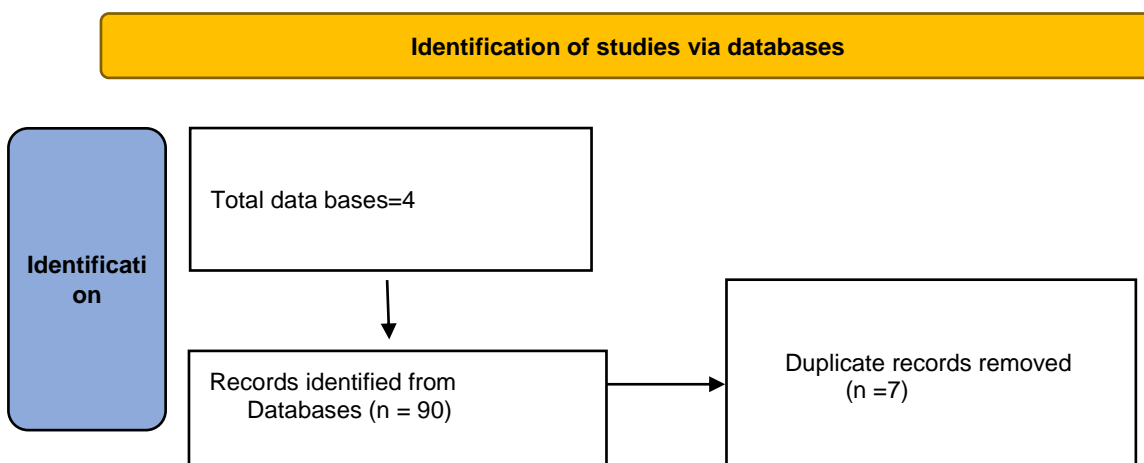 Identification of studies via databases
Total data bases=4
Identificati
on
Records identified from
Databases (n = 90)
Duplicate records removed
(n =7)